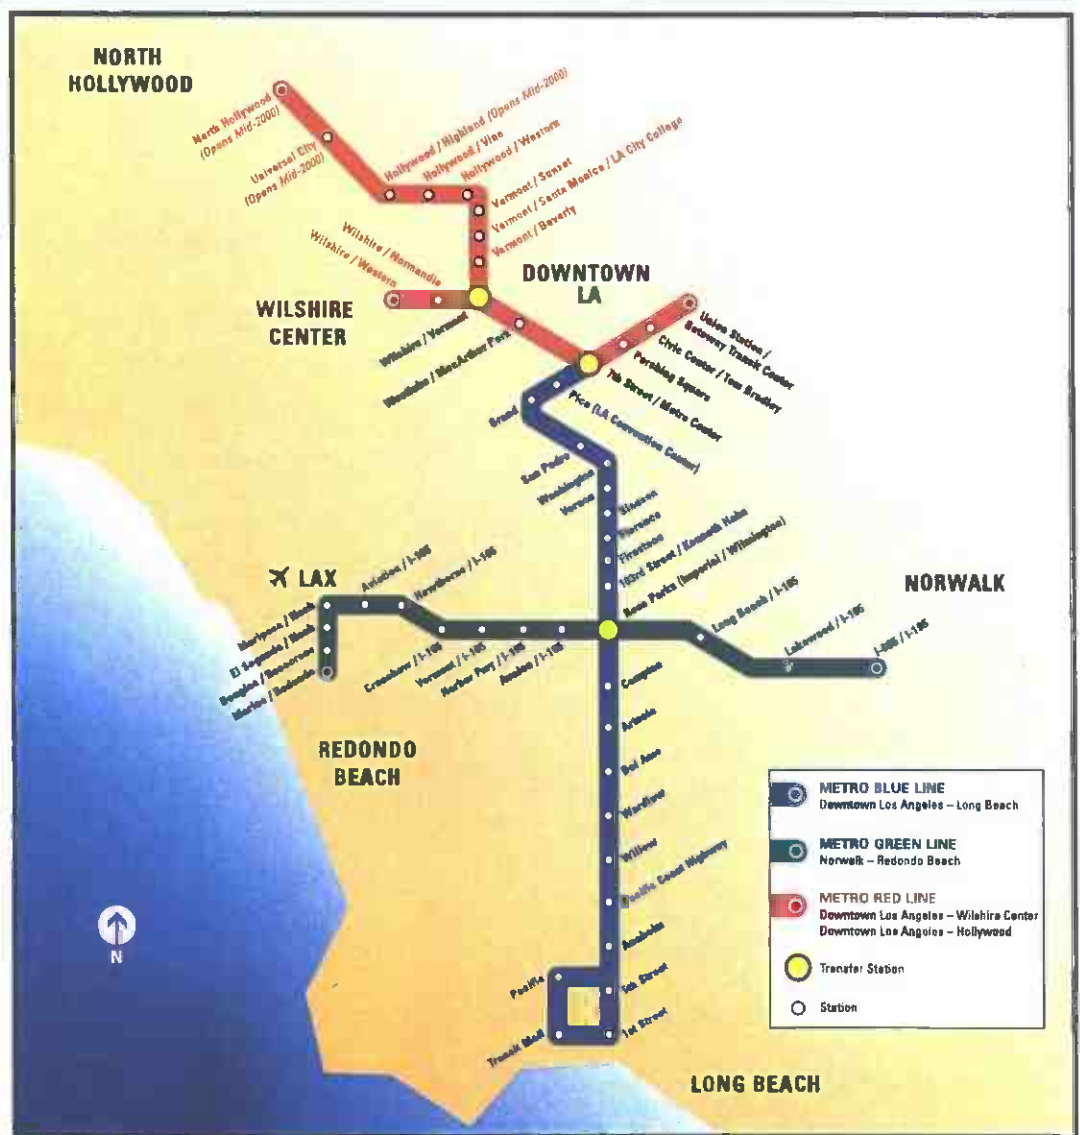 NORTH
HOLLYWOOD
North Hollywood
(Opens Mid-2000)
Universal City
(Opens Mid-2000)
Hollywood / Highland (Opens Mid-2000)
Hollywood / Vine
Hollywood / Western
Vermont / Sunset
Vermont / Santa Monica / LA City College
Vermont / Beverly
Wilshire / Normandie
Wilshire / Western
WILSHIRE
CENTER
DOWNTOWN
LA
Wilshire / Vermont
Westlake / MacArthur Park
Union Station /
Gateway Transit Center
Civic Center / Tom Bradley
Pershing Square
7th Street / Metro Center
Pico (LA Convention Center)
Grand
San Pedro
Washington
Vernon
Slauson
Florence
Firestone
103rd Street / Kenneth Hahn
Rosa Parks (Imperial / Wilmington)
LAX
Aviation / I-105
Hawthorne / I-105
Mariposa / Nash
El Segundo / Nash
Douglas / Rosecrans
Marine / Redondo
Crenshaw / I-105
Vermont / I-105
Harbor Fwy / I-105
Avalon / I-105
Long Beach / I-105
Lakewood / I-105
I-605 / I-105
NORWALK
REDONDO
BEACH
Compton
Artesia
Del Amo
Wardlow
Willow
Pacific Coast Highway
Anaheim
5th Street
1st Street
Pacific
Transit Mall
LONG BEACH
N
METRO BLUE LINE
Downtown Los Angeles – Long Beach
METRO GREEN LINE
Norwalk – Redondo Beach
METRO RED LINE
Downtown Los Angeles – Wilshire Center
Downtown Los Angeles – Hollywood
Transfer Station
Station